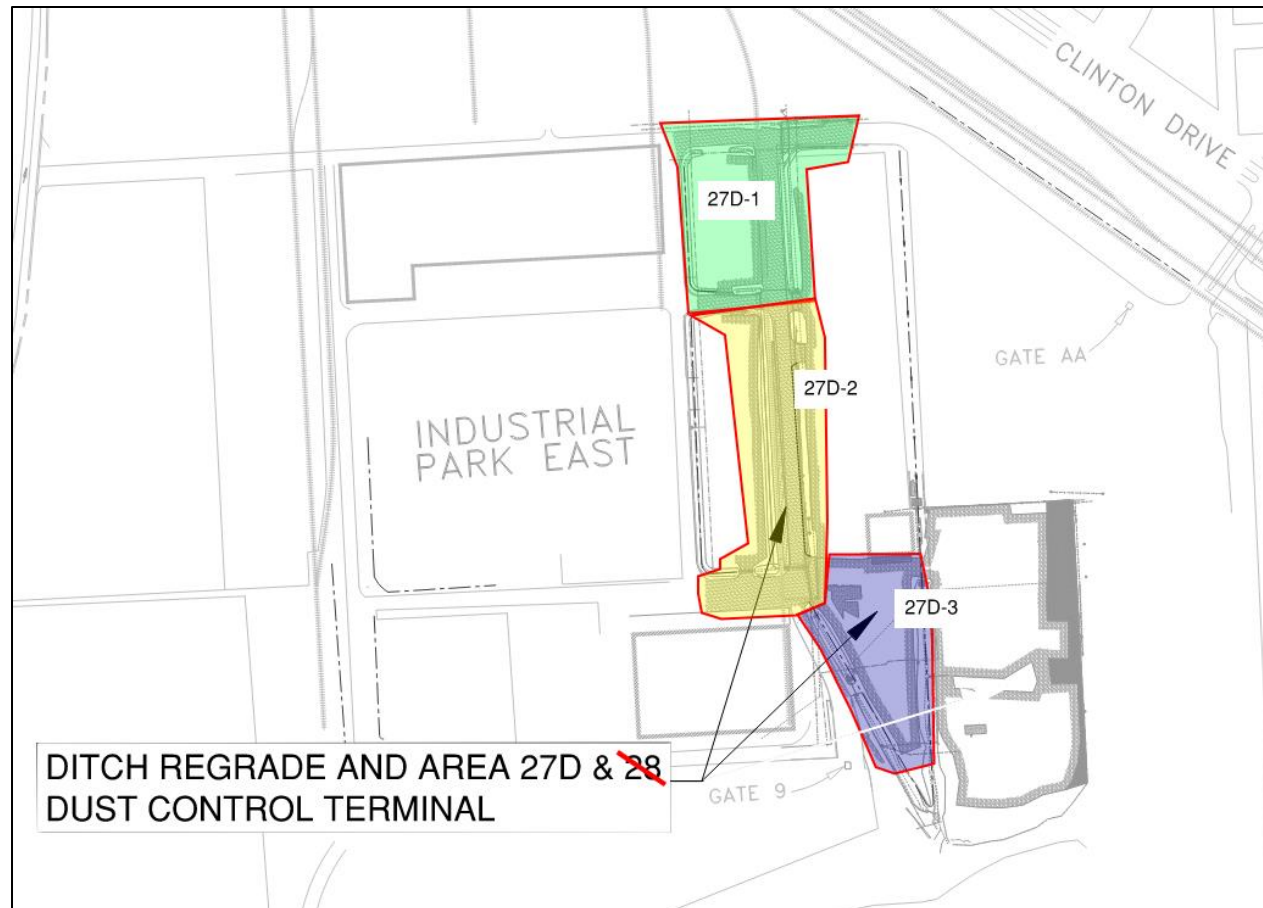 CLINTON DRIVE
27D-1
GATE AA
27D-2
INDUSTRIAL
PARK EAST
27D-3
DITCH REGRADE AND AREA 27D & 28
DUST CONTROL TERMINAL
GATE 9